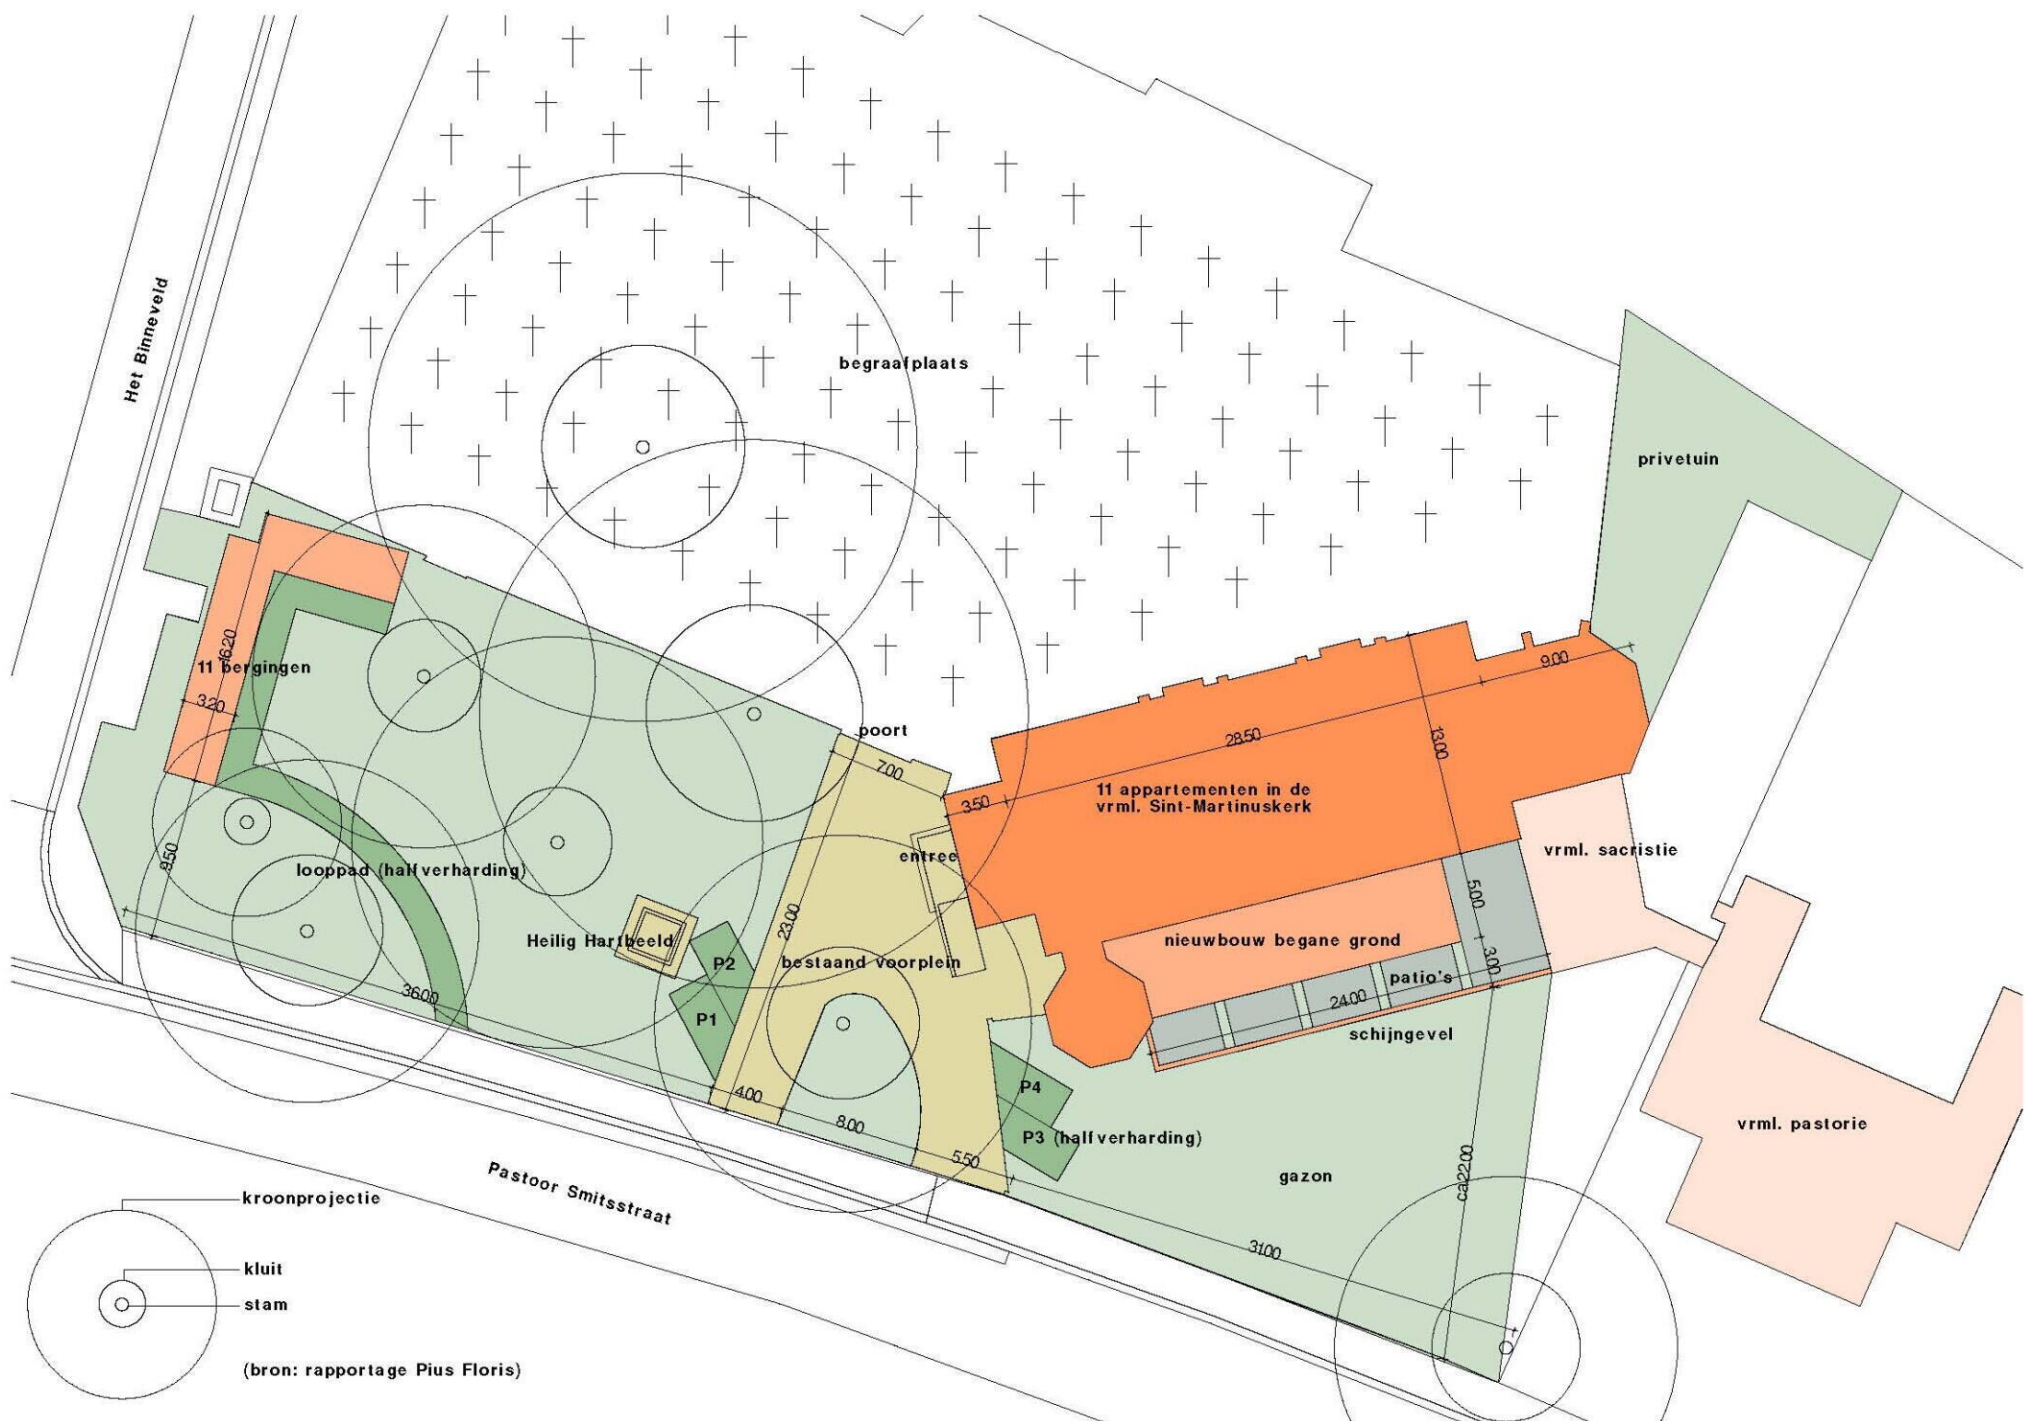 Het Binneveld
begraafplaats
privetuin
16.20
11 bergingen
3.20
9.50
looppad (halfverharding)
poort
7.00
3.50
28.50
9.00
13.00
11 appartementen in de
vrml. Sint-Martinuskerk
entree
vrml. sacristie
5.00
3.00
nieuwbouw begane grond
patio's
24.00
schijngevel
Heilig Hartbeeld
23.00
bestaand voorplein
P2
P1
36.00
4.00
8.00
5.50
P4
P3 (halfverharding)
vrml. pastorie
gazon
ca.22.00
31.00
Pastoor Smitsstraat
kroonprojectie
kluit
stam
(bron: rapportage Pius Floris)